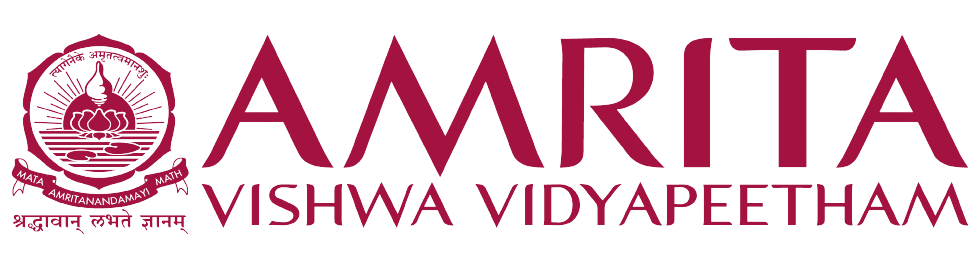 त्यागेनैके अमृतत्वमानशुः
MATA AMRITANANDAMAYI MATH
श्रद्धावान् लभते ज्ञानम्
AMRITA
VISHWA VIDYAPEETHAM